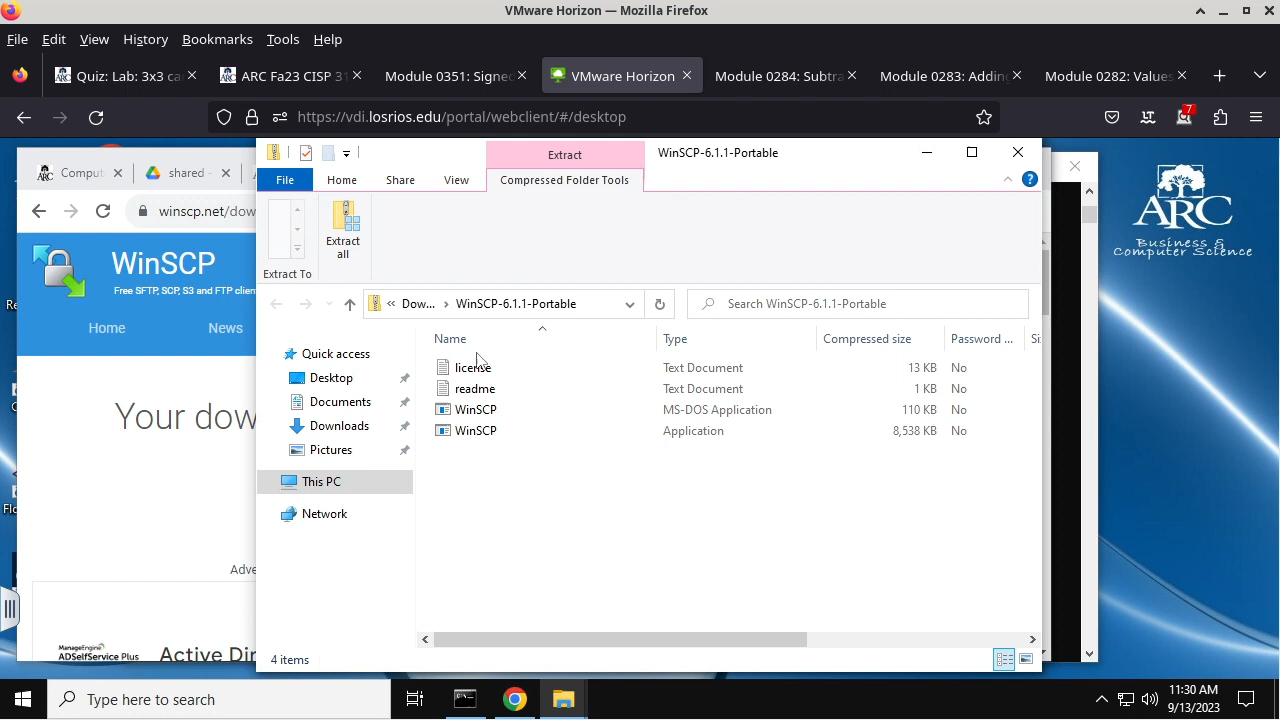 VMware Horizon — Mozilla Firefox
File Edit View History Bookmarks Tools Help
Quiz: Lab: 3x3 ca
ARC Fa23 CISP 31
Module 0351: Signed
VMware Horizon
Module 0284: Subtra
Module 0283: Adding
Module 0282: Values
https://vdi.losrios.edu/portal/webclient/#/desktop
7
Comput
shared -
winscp.net/dow
WinSCP
Free SFTP, SCP, S3 and FTP clien
Home News
Your dow
Adve
ManageEngine
ADSelfService Plus
Active Dir
Extract
WinSCP-6.1.1-Portable
File Home Share View Compressed Folder Tools
Extract
all
Extract To
« Dow... › WinSCP-6.1.1-Portable
Search WinSCP-6.1.1-Portable
Name Type Compressed size Password ...
license Text Document 13 KB No
readme Text Document 1 KB No
WinSCP MS-DOS Application 110 KB No
WinSCP Application 8,538 KB No
Quick access
Desktop
Documents
Downloads
Pictures
This PC
Network
4 items
ARC
Business &
Computer Science
Type here to search
11:30 AM
9/13/2023